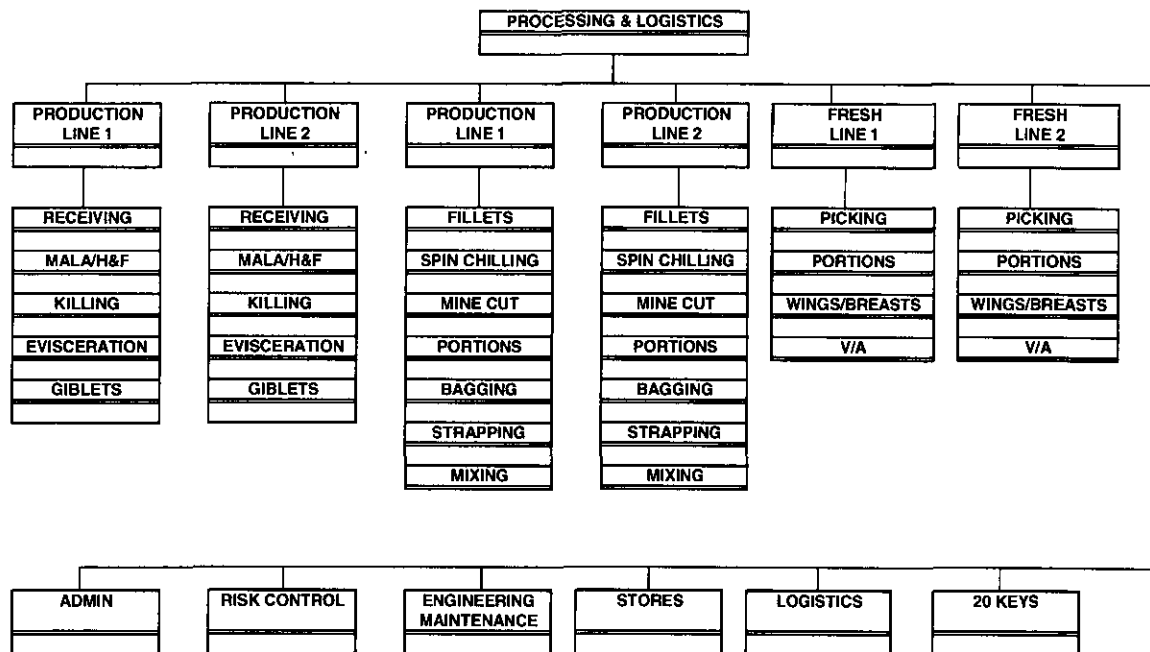 PROCESSING & LOGISTICS
PRODUCTION
LINE 1
PRODUCTION
LINE 2
PRODUCTION
LINE 1
PRODUCTION
LINE 2
FRESH
LINE 1
FRESH
LINE 2
RECEIVING
MALA/H&F
KILLING
EVISCERATION
GIBLETS
RECEIVING
MALA/H&F
KILLING
EVISCERATION
GIBLETS
FILLETS
SPIN CHILLING
MINE CUT
PORTIONS
BAGGING
STRAPPING
MIXING
FILLETS
SPIN CHILLING
MINE CUT
PORTIONS
BAGGING
STRAPPING
MIXING
PICKING
PORTIONS
WINGS/BREASTS
V/A
PICKING
PORTIONS
WINGS/BREASTS
V/A
ADMIN
RISK CONTROL
ENGINEERING
MAINTENANCE
STORES
LOGISTICS
20 KEYS